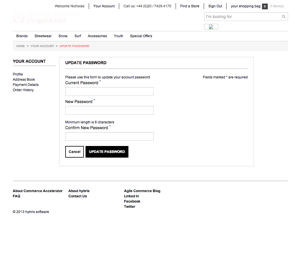 Welcome Nicholas Your Account Call us +44 (0)20 / 7429 4175 Find a Store Sign Out your shopping bag 0
I'm looking for
Brands Streetwear Snow Surf Accessories Youth Special Offers
HOME > YOUR ACCOUNT > UPDATE PASSWORD
YOUR ACCOUNT
Profile
Address Book
Payment Details
Order History
UPDATE PASSWORD
Please use this form to update your account password
Fields marked * are required
Current Password *
New Password *
Minimum length is 6 characters
Confirm New Password *
Cancel UPDATE PASSWORD
About Commerce Accelerator About hybris Agile Commerce Blog
FAQ Contact Us Linked In
Facebook
Twitter
© 2013 hybris software